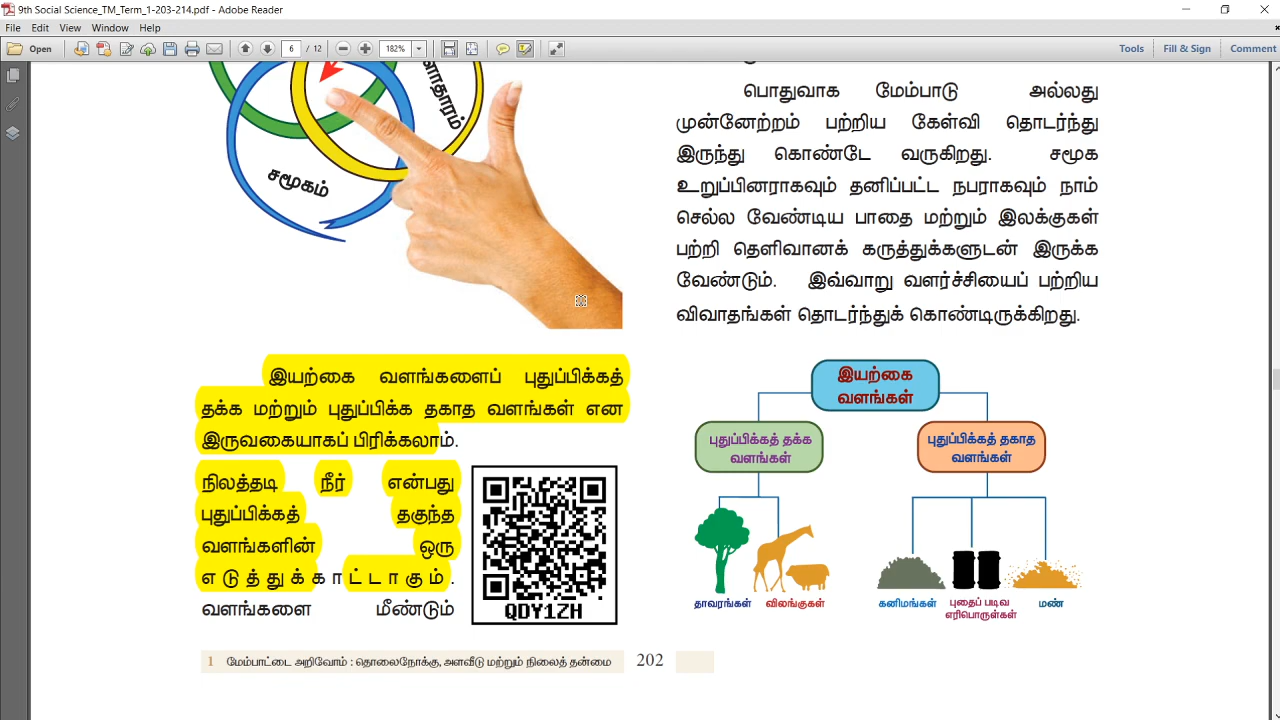 9th Social Science_TM_Term_1-203-214.pdf - Adobe Reader
File Edit View Window Help
Open 6 / 12 182% Tools Fill & Sign Comment
சமூகம்
பொதுவாக மேம்பாடு அல்லது
முன்னேற்றம் பற்றிய கேள்வி தொடர்ந்து
இருந்து கொண்டே வருகிறது. சமூக
உறுப்பினராகவும் தனிப்பட்ட நபராகவும் நாம்
செல்ல வேண்டிய பாதை மற்றும் இலக்குகள்
பற்றி தெளிவானக் கருத்துக்களுடன் இருக்க
வேண்டும். இவ்வாறு வளர்ச்சியைப் பற்றிய
விவாதங்கள் தொடர்ந்துக் கொண்டிருக்கிறது.
இயற்கை வளங்களைப் புதுப்பிக்கத்
தக்க மற்றும் புதுப்பிக்க தகாத வளங்கள் என
இருவகையாகப் பிரிக்கலாம்.
நிலத்தடி நீர் என்பது
புதுப்பிக்கத் தகுந்த
வளங்களின் ஒரு
எடுத்துக்காட்டாகும்.
வளங்களை மீண்டும்
QDY1ZH
இயற்கை
வளங்கள்
புதுப்பிக்கத் தக்க
வளங்கள்
புதுப்பிக்கத் தகாத
வளங்கள்
தாவரங்கள்
விலங்குகள்
கனிமங்கள்
புதைப் படிவ
எரிபொருள்கள்
மண்
1 மேம்பாட்டை அறிவோம் : தொலைநோக்கு, அளவீடு மற்றும் நிலைத் தன்மை
202